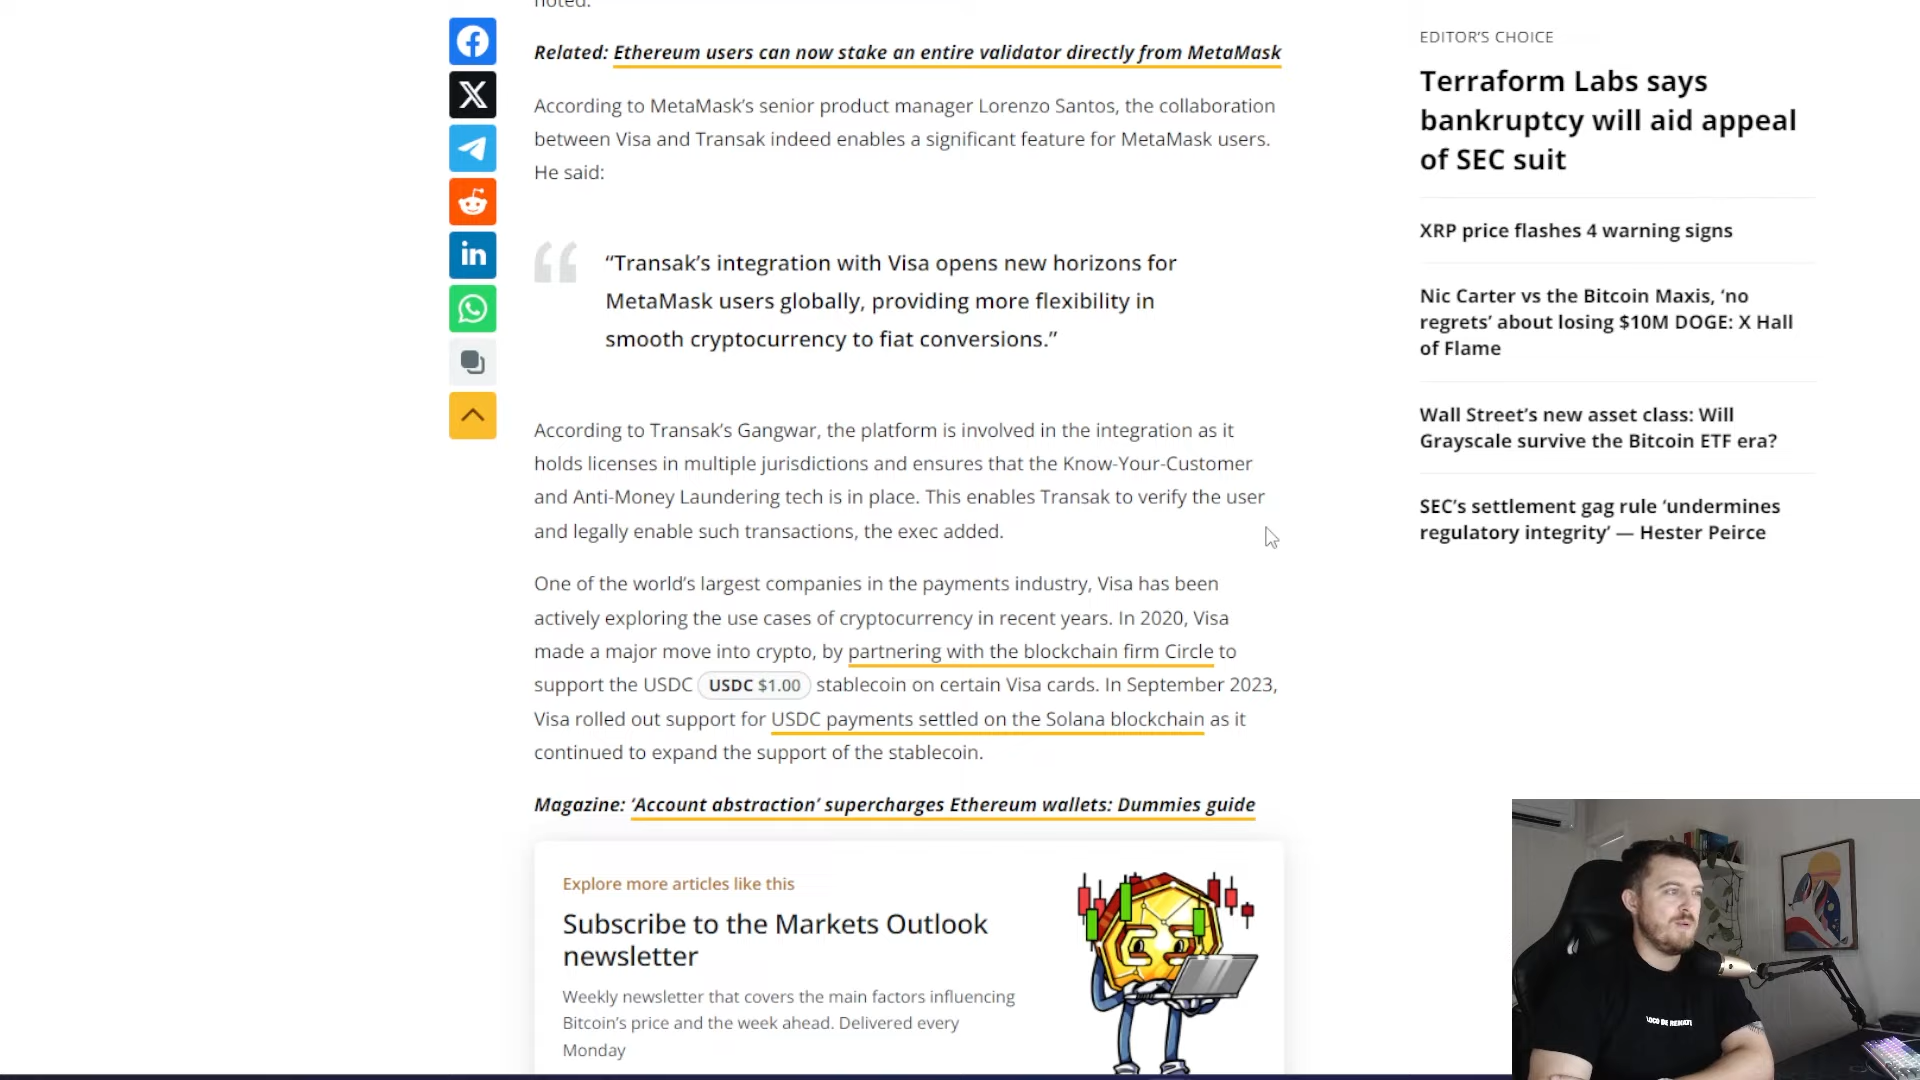 noted.
Related: Ethereum users can now stake an entire validator directly from MetaMask
According to MetaMask’s senior product manager Lorenzo Santos, the collaboration
between Visa and Transak indeed enables a significant feature for MetaMask users.
He said:
“Transak’s integration with Visa opens new horizons for
MetaMask users globally, providing more flexibility in
smooth cryptocurrency to fiat conversions.”
According to Transak’s Gangwar, the platform is involved in the integration as it
holds licenses in multiple jurisdictions and ensures that the Know-Your-Customer
and Anti-Money Laundering tech is in place. This enables Transak to verify the user
and legally enable such transactions, the exec added.
One of the world’s largest companies in the payments industry, Visa has been
actively exploring the use cases of cryptocurrency in recent years. In 2020, Visa
made a major move into crypto, by partnering with the blockchain firm Circle to
support the USDC USDC $1.00 stablecoin on certain Visa cards. In September 2023,
Visa rolled out support for USDC payments settled on the Solana blockchain as it
continued to expand the support of the stablecoin.
Magazine: ‘Account abstraction’ supercharges Ethereum wallets: Dummies guide
Explore more articles like this
Subscribe to the Markets Outlook
newsletter
Weekly newsletter that covers the main factors influencing
Bitcoin’s price and the week ahead. Delivered every
Monday
EDITOR’S CHOICE
Terraform Labs says
bankruptcy will aid appeal
of SEC suit
XRP price flashes 4 warning signs
Nic Carter vs the Bitcoin Maxis, ‘no
regrets’ about losing $10M DOGE: X Hall
of Flame
Wall Street’s new asset class: Will
Grayscale survive the Bitcoin ETF era?
SEC’s settlement gag rule ‘undermines
regulatory integrity’ — Hester Peirce